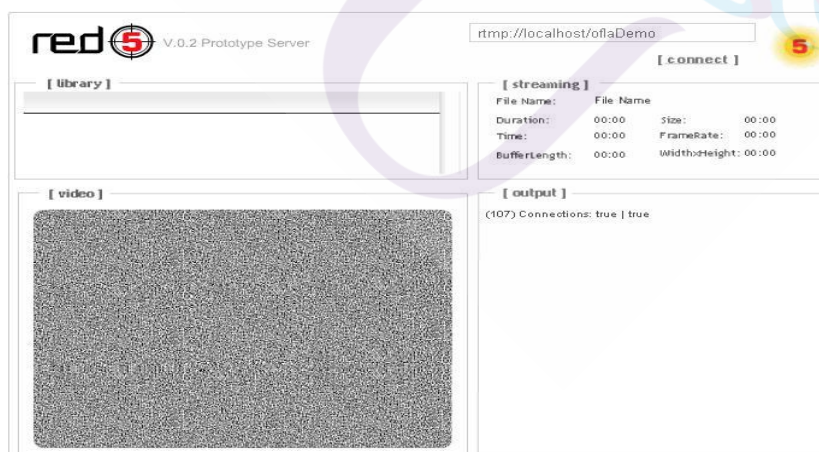 red5 V.0.2 Prototype Server
rtmp://localhost/oflaDemo
[ connect ]
5
[ library ]
[ streaming ]
File Name: File Name
Duration: 00:00 Size: 00:00
Time: 00:00 FrameRate: 00:00
BufferLength: 00:00 WidthxHeight: 00:00
[ video ]
[ output ]
(107) Connections: true | true